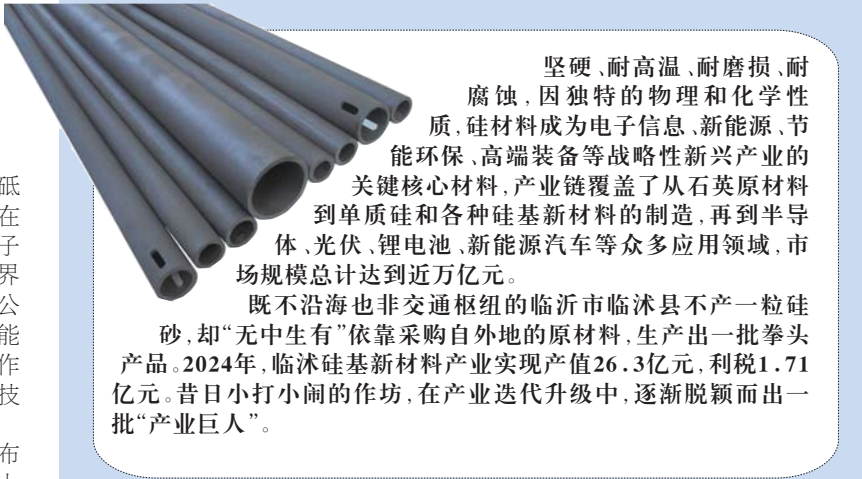 坚硬、耐高温、耐磨损、耐
腐蚀，因独特的物理和化学性
质，硅材料成为电子信息、新能源、节
能环保、高端装备等战略性新兴产业的
关键核心材料，产业链覆盖了从石英原材料
到单质硅和各种硅基新材料的制造，再到半导
体、光伏、锂电池、新能源汽车等众多应用领域，市
场规模总计达到近万亿元。
既不沿海也非交通枢纽的临沂市临沭县不产一粒硅
砂，却“无中生有”依靠采购自外地的原材料，生产出一批拳头
产品。2024年，临沭硅基新材料产业实现产值26.3亿元，利税1.71
亿元。昔日小打小闹的作坊，在产业迭代升级中，逐渐脱颖而出一
批“产业巨人”。
砥
在
子
界
公
能
作
技
布